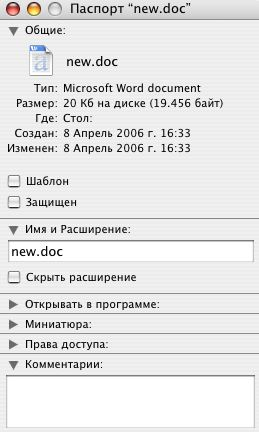 Паспорт “new.doc”
Общие:
new.doc
Тип: Microsoft Word document
Размер: 20 Кб на диске (19.456 байт)
Где: Стол:
Создан: 8 Апрель 2006 г. 16:33
Изменен: 8 Апрель 2006 г. 16:33
Шаблон
Защищен
Имя и Расширение:
new.doc
Скрыть расширение
Открывать в программе:
Миниатюра:
Права доступа:
Комментарии: